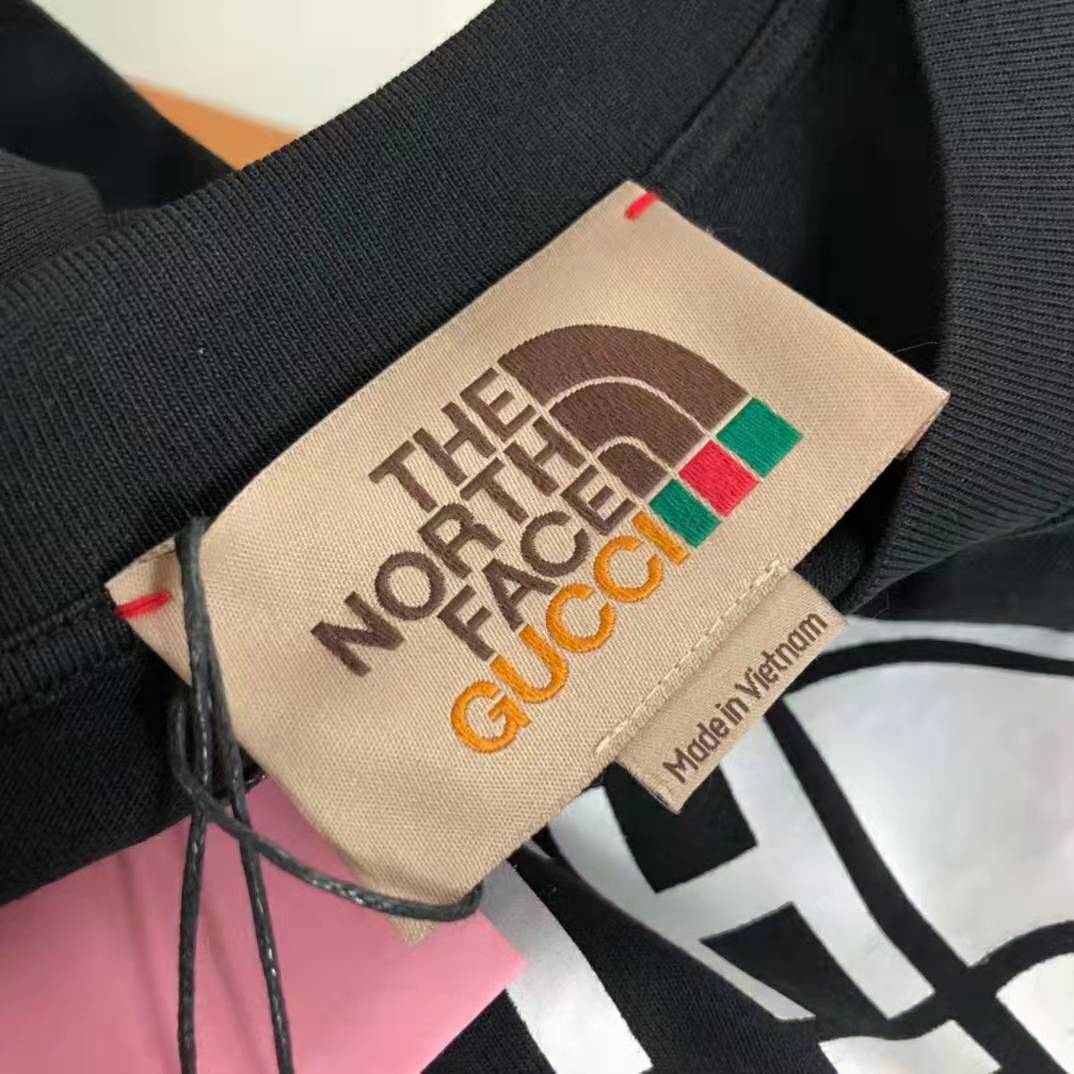 THE
NORTH
FACE
GUCCI
Made in Vietnam